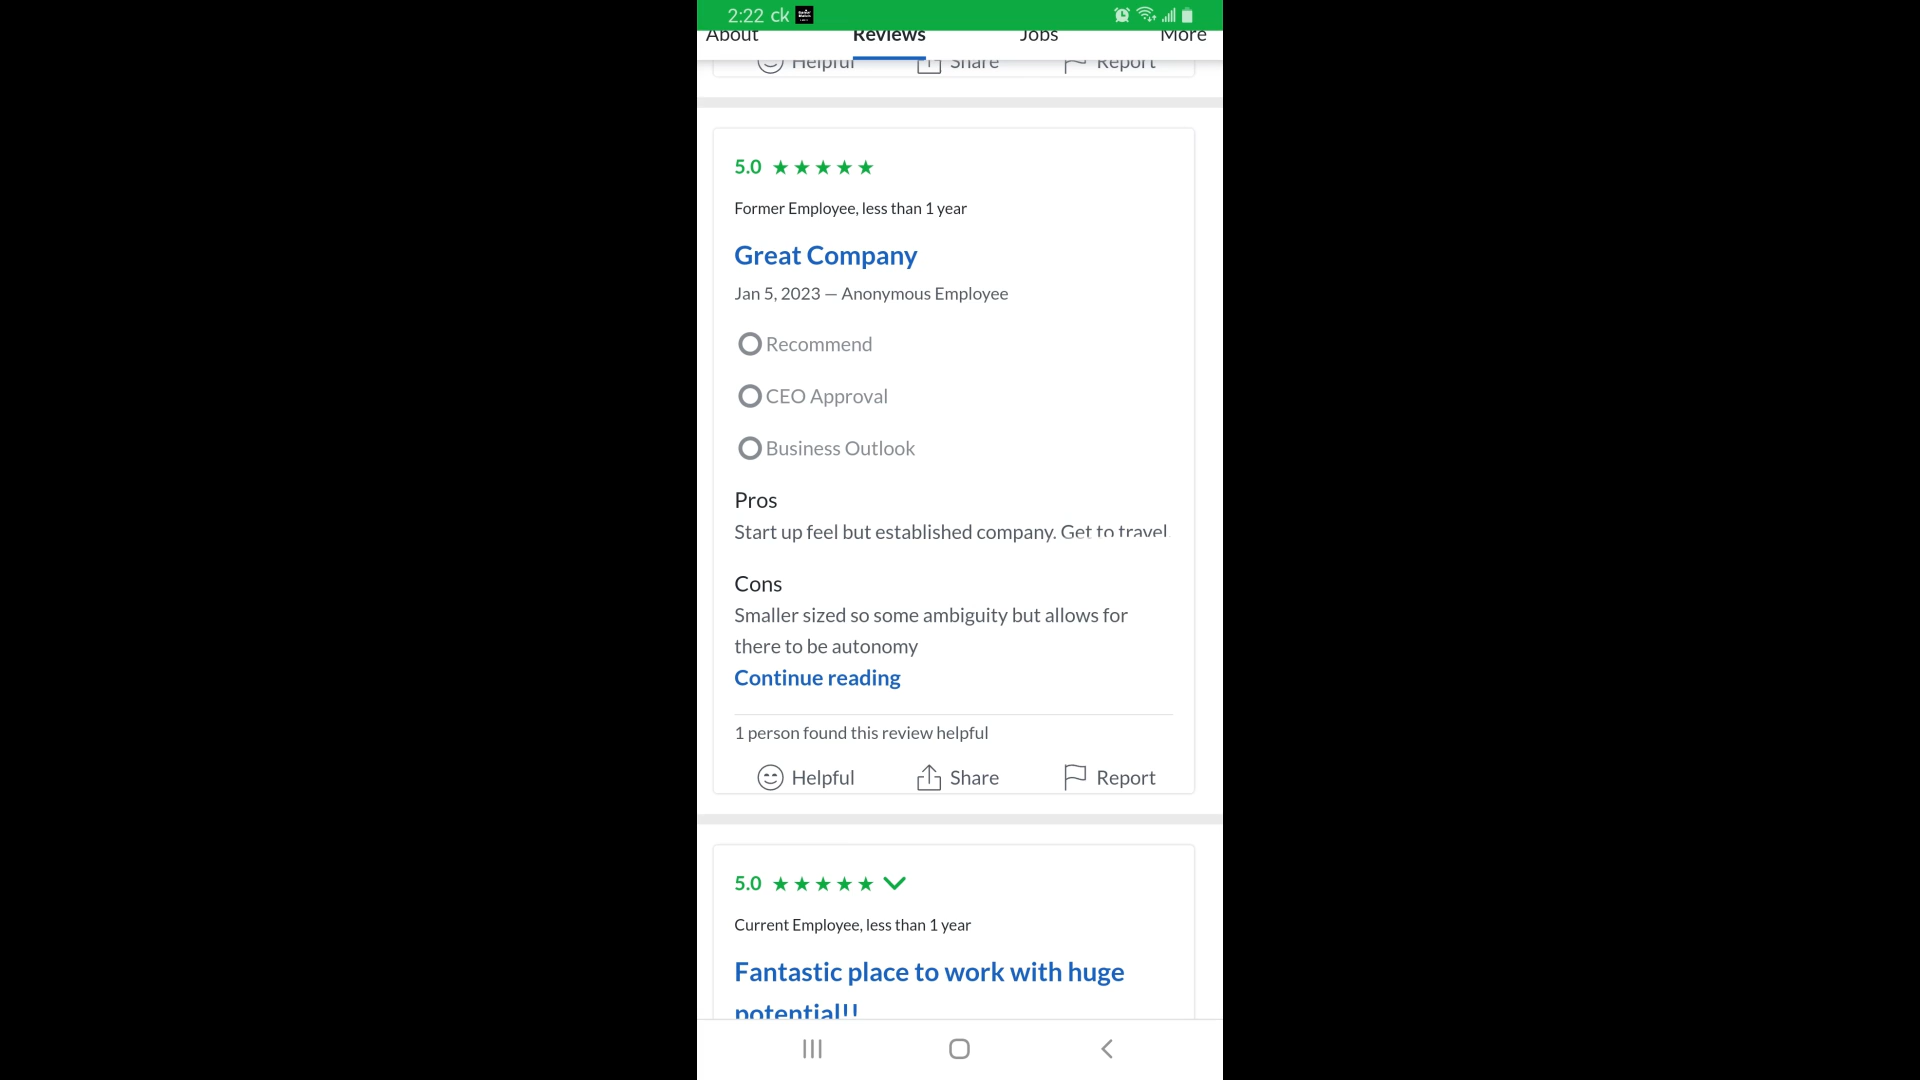 2:22 ck
About Reviews Jobs More
Helpful Share Report
5.0
Former Employee, less than 1 year
Great Company
Jan 5, 2023 — Anonymous Employee
Recommend
CEO Approval
Business Outlook
Pros
Start up feel but established company. Get to travel.
Cons
Smaller sized so some ambiguity but allows for
there to be autonomy
Continue reading
1 person found this review helpful
Helpful Share Report
5.0
Current Employee, less than 1 year
Fantastic place to work with huge
potential!!